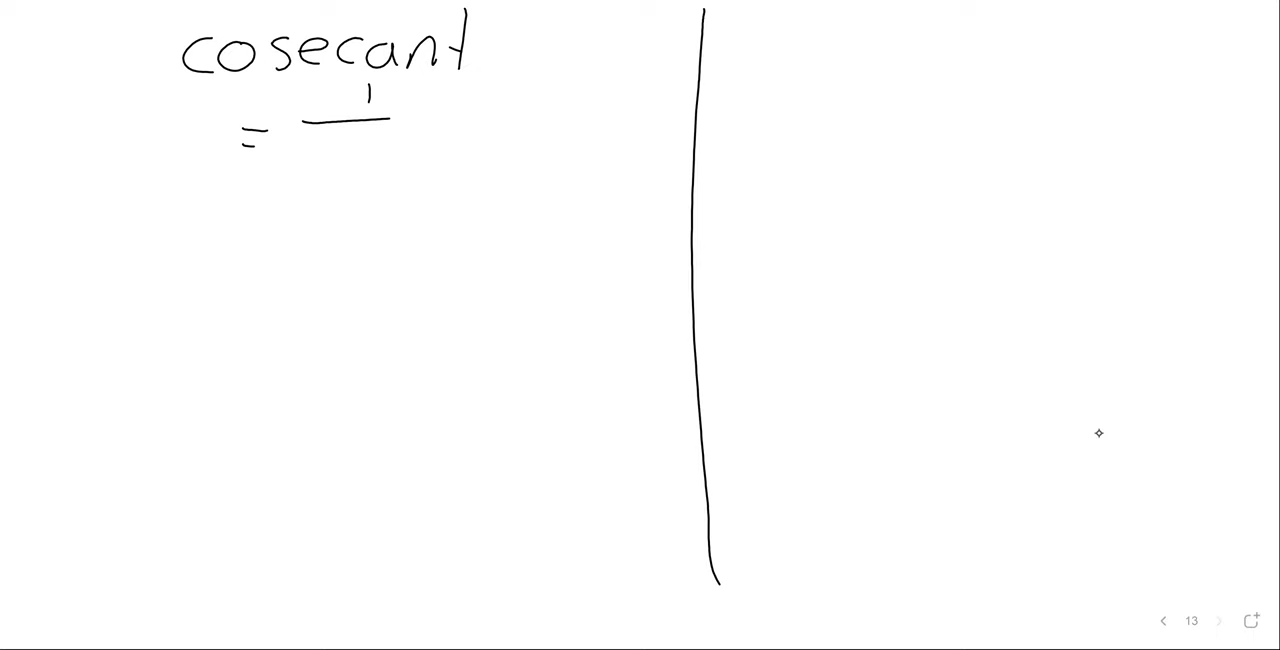 cosecant
= 1/
13